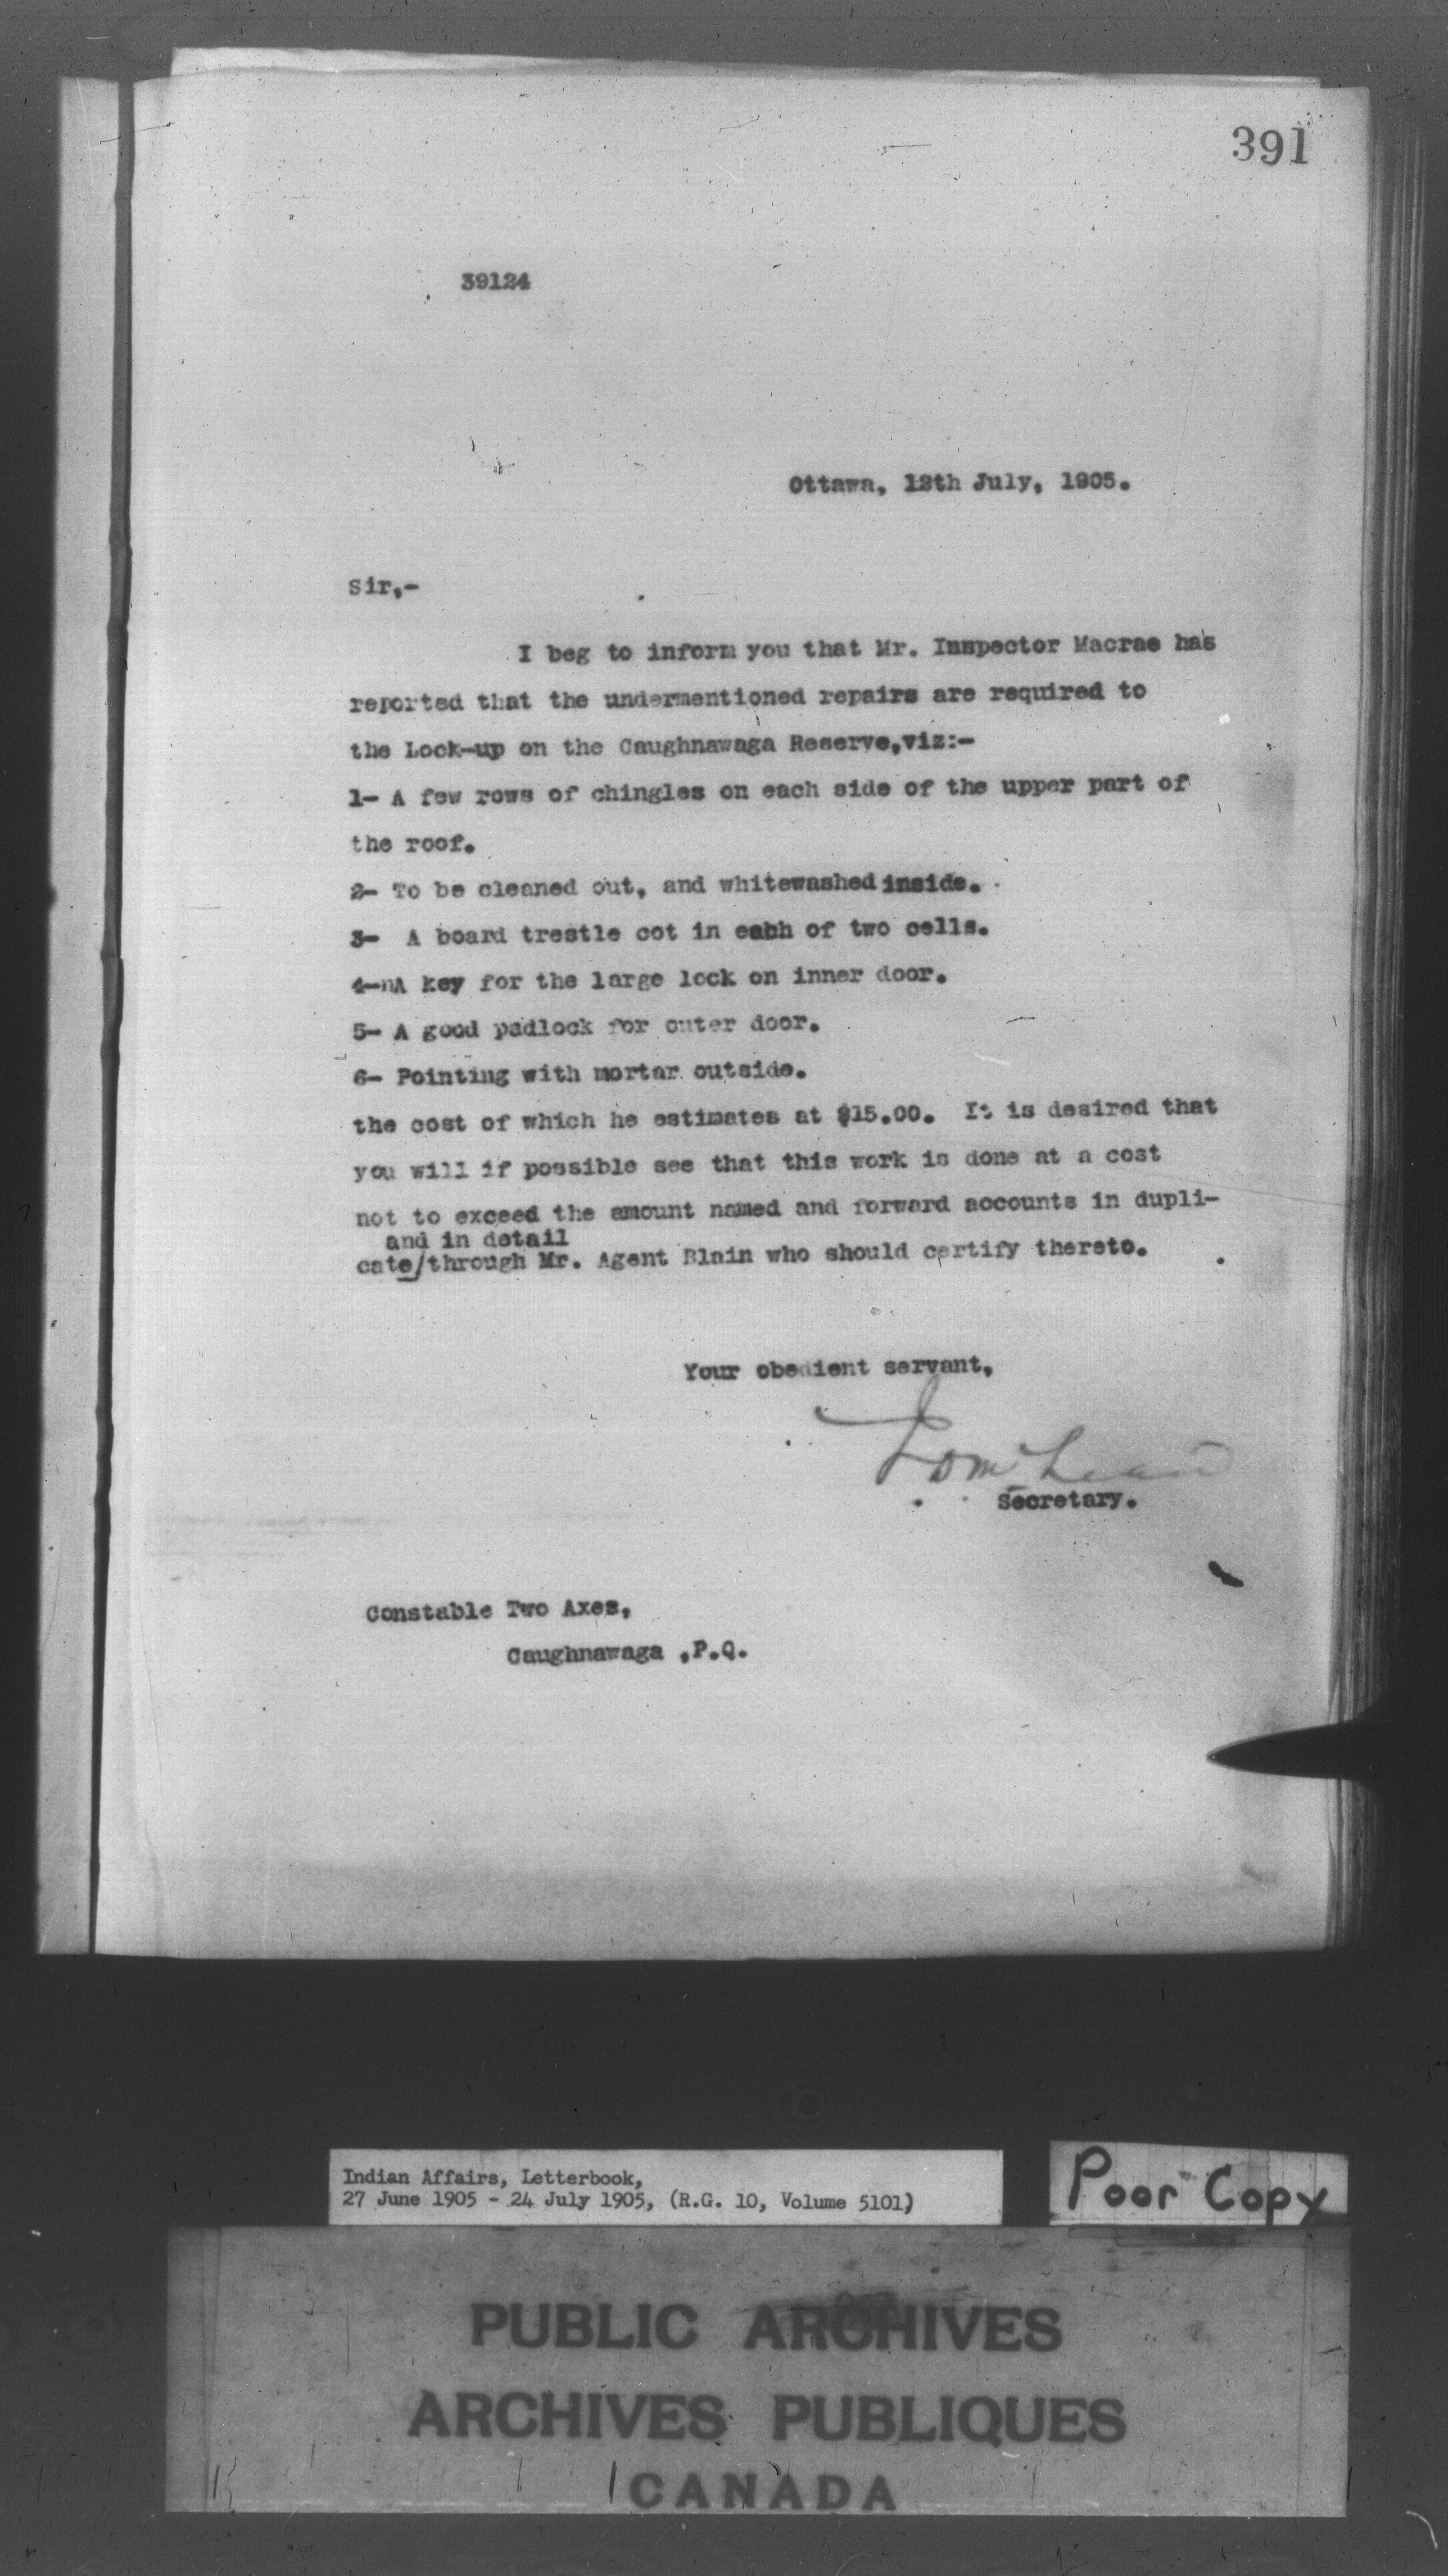 391
39124
Ottawa, 12th July, 1905.
Sir,-
I beg to inform you that Mr. Inspector Macrae has
reported that the undermentioned repairs are required to
the Lock-up on the Caughnawaga Reserve,viz:-
1- A few rows of chingles on each side of the upper part of
the roof.
2- To be cleaned out, and whitewashed inside.
3- A board trestle cot in each of two cells.
4- A key for the large lock on inner door.
5- A good padlock for outer door.
6- Pointing with mortar outside.
the cost of which he estimates at $15.00. It is desired that
you will if possible see that this work is done at a cost
not to exceed the amount named and forward accounts in dupli-
and in detail
cate/through Mr. Agent Blain who should certify thereto.
Your obedient servant,
Secretary.
Constable Two Axes,
Caughnawaga ,P.Q.
Indian Affairs, Letterbook,
27 June 1905 - 24 July 1905, (R.G. 10, Volume 5101)
Poor Copy
PUBLIC ARCHIVES
ARCHIVES PUBLIQUES
CANADA